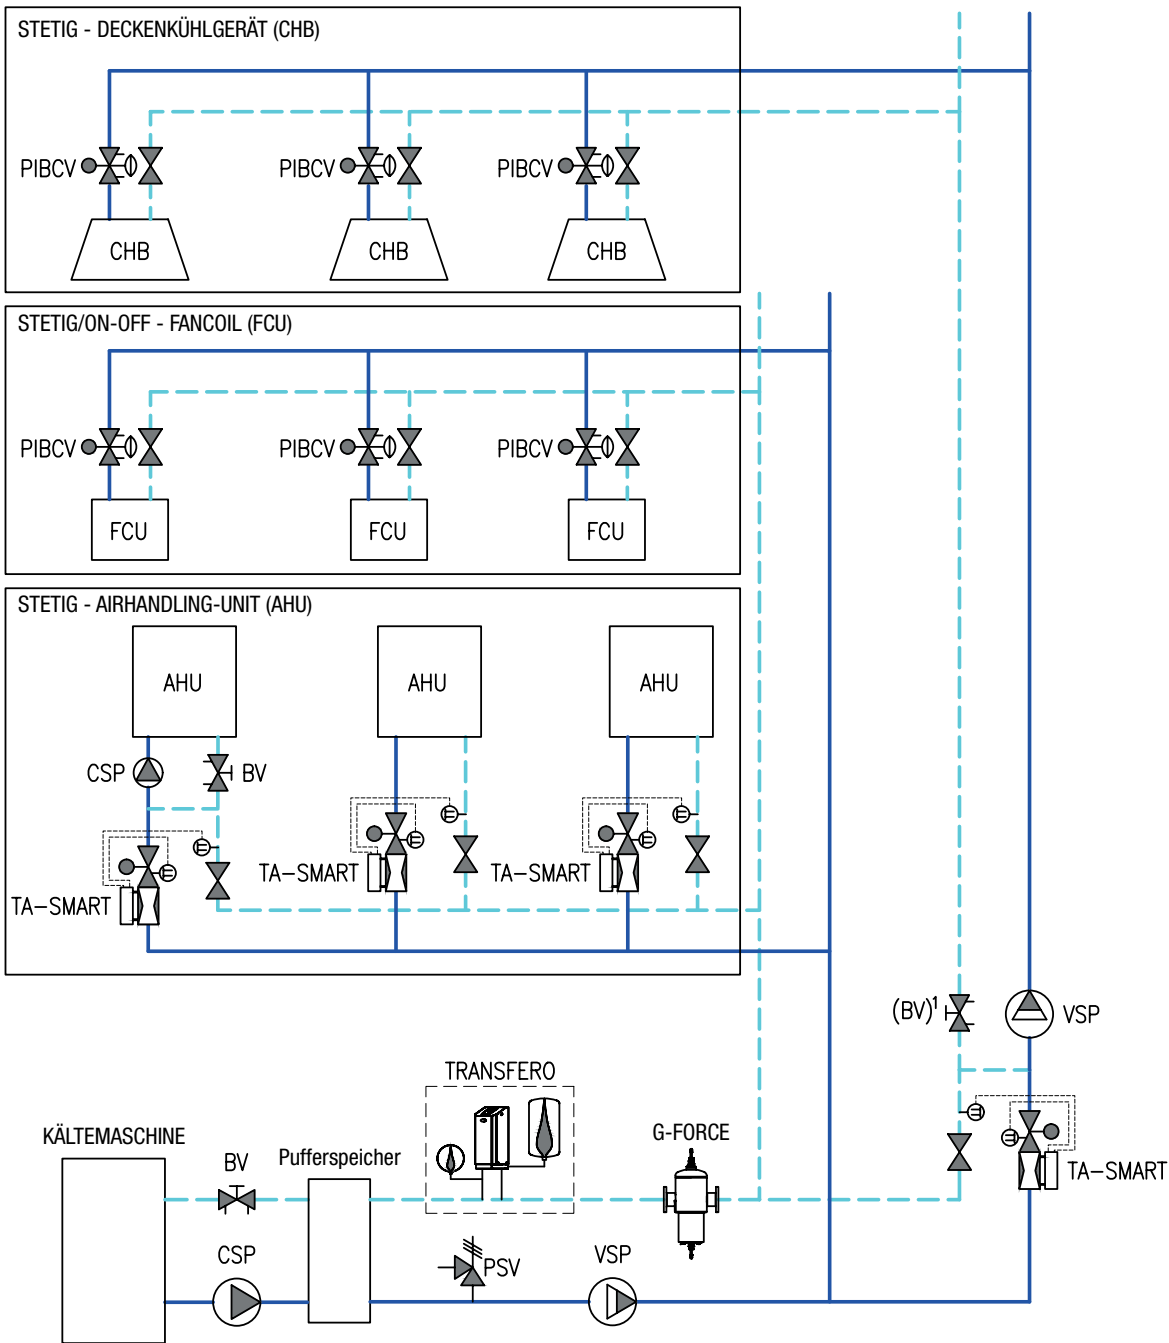 STETIG - DECKENKÜHLGERÄT (CHB)
PIBCV
PIBCV
PIBCV
CHB
CHB
CHB
STETIG/ON-OFF - FANCOIL (FCU)
PIBCV
PIBCV
PIBCV
FCU
FCU
FCU
STETIG - AIRHANDLING-UNIT (AHU)
AHU
AHU
AHU
CSP
BV
TA-SMART
TA-SMART
TA-SMART
(BV)¹
VSP
TA-SMART
TRANSFERO
G-FORCE
KÄLTEMASCHINE
BV
Pufferspeicher
CSP
PSV
VSP